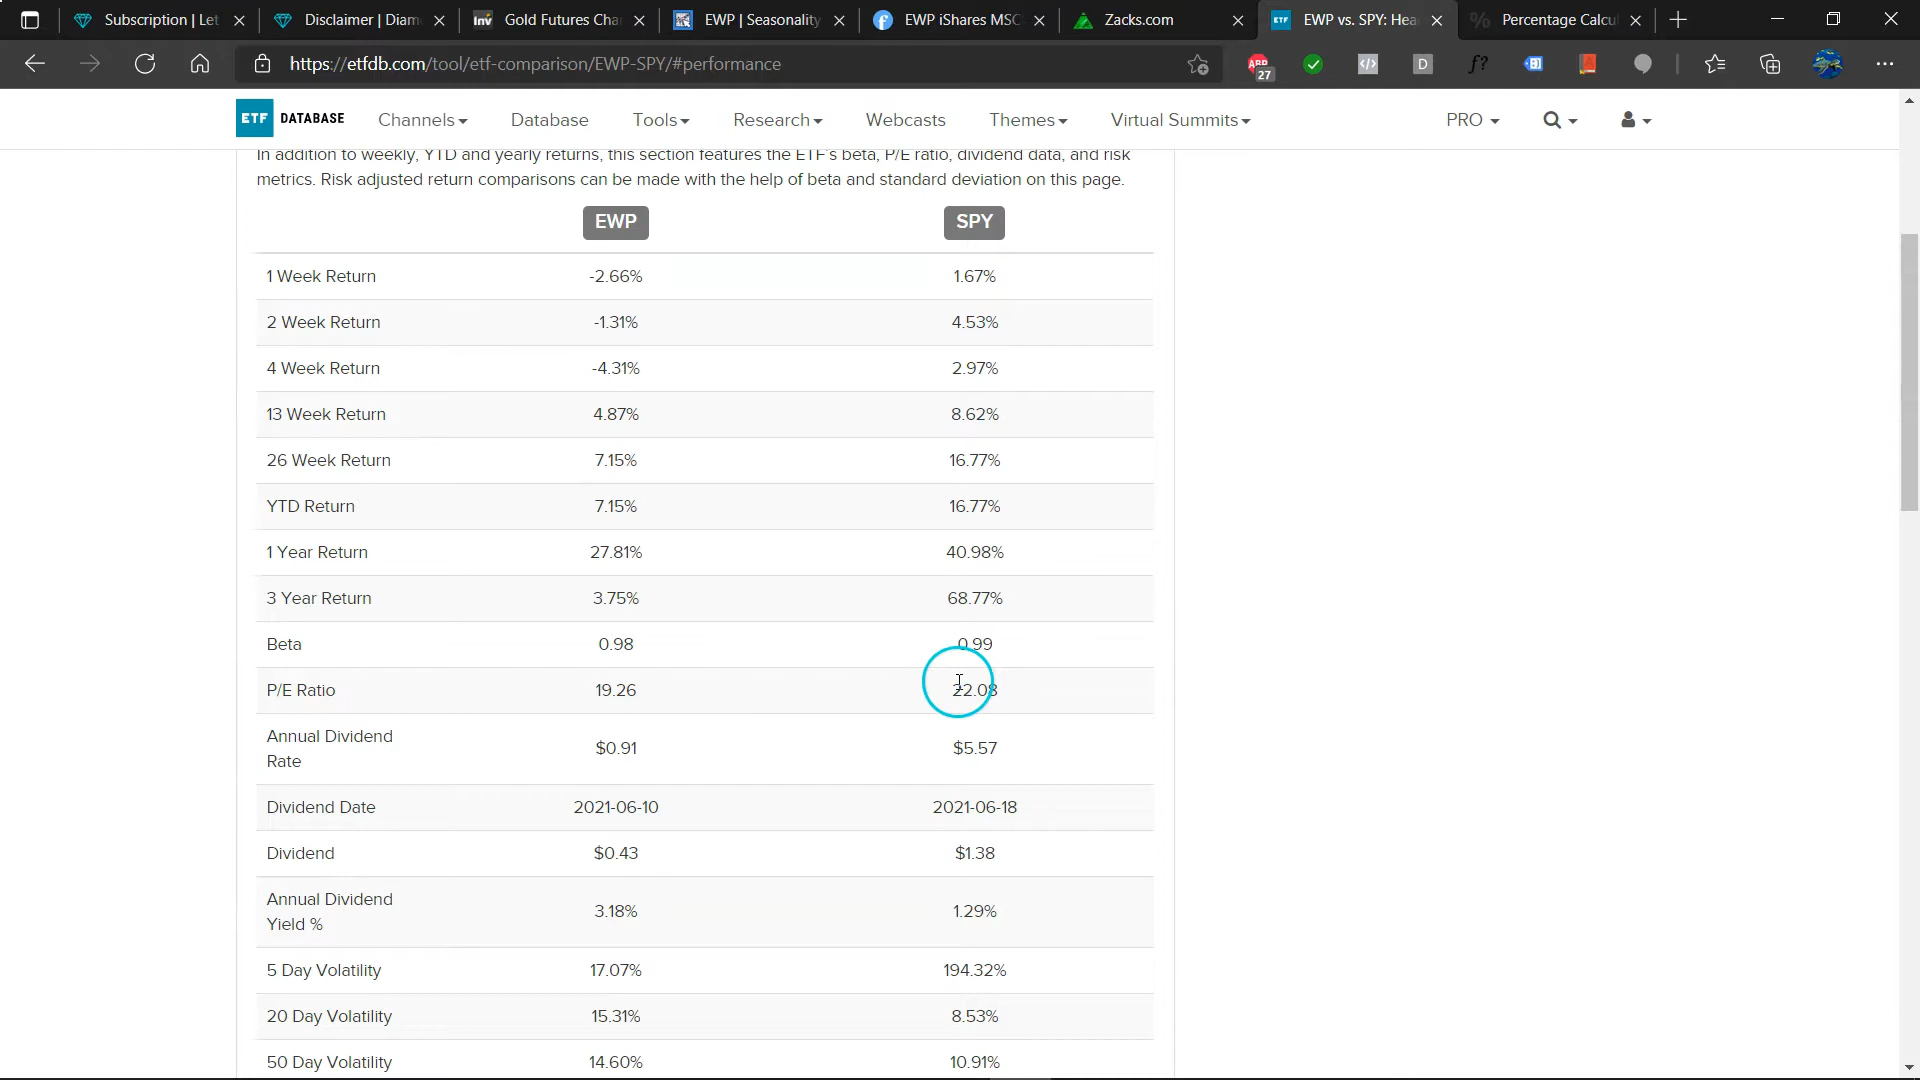 Subscription | Let
Disclaimer | Diam
Gold Futures Cha
EWP | Seasonality
EWP iShares MSC
Zacks.com
EWP vs. SPY: Hea
Percentage Calcul
https://etfdb.com/tool/etf-comparison/EWP-SPY/#performance
ABP
27
ETF DATABASE
Channels
Database
Tools
Research
Webcasts
Themes
Virtual Summits
PRO
In addition to weekly, YTD and yearly returns, this section features the ETF's beta, P/E ratio, dividend data, and risk
metrics. Risk adjusted return comparisons can be made with the help of beta and standard deviation on this page.
EWP SPY
1 Week Return -2.66% 1.67%
2 Week Return -1.31% 4.53%
4 Week Return -4.31% 2.97%
13 Week Return 4.87% 8.62%
26 Week Return 7.15% 16.77%
YTD Return 7.15% 16.77%
1 Year Return 27.81% 40.98%
3 Year Return 3.75% 68.77%
Beta 0.98 0.99
P/E Ratio 19.26 22.08
Annual Dividend
Rate $0.91 $5.57
Dividend Date 2021-06-10 2021-06-18
Dividend $0.43 $1.38
Annual Dividend
Yield % 3.18% 1.29%
5 Day Volatility 17.07% 194.32%
20 Day Volatility 15.31% 8.53%
50 Day Volatility 14.60% 10.91%